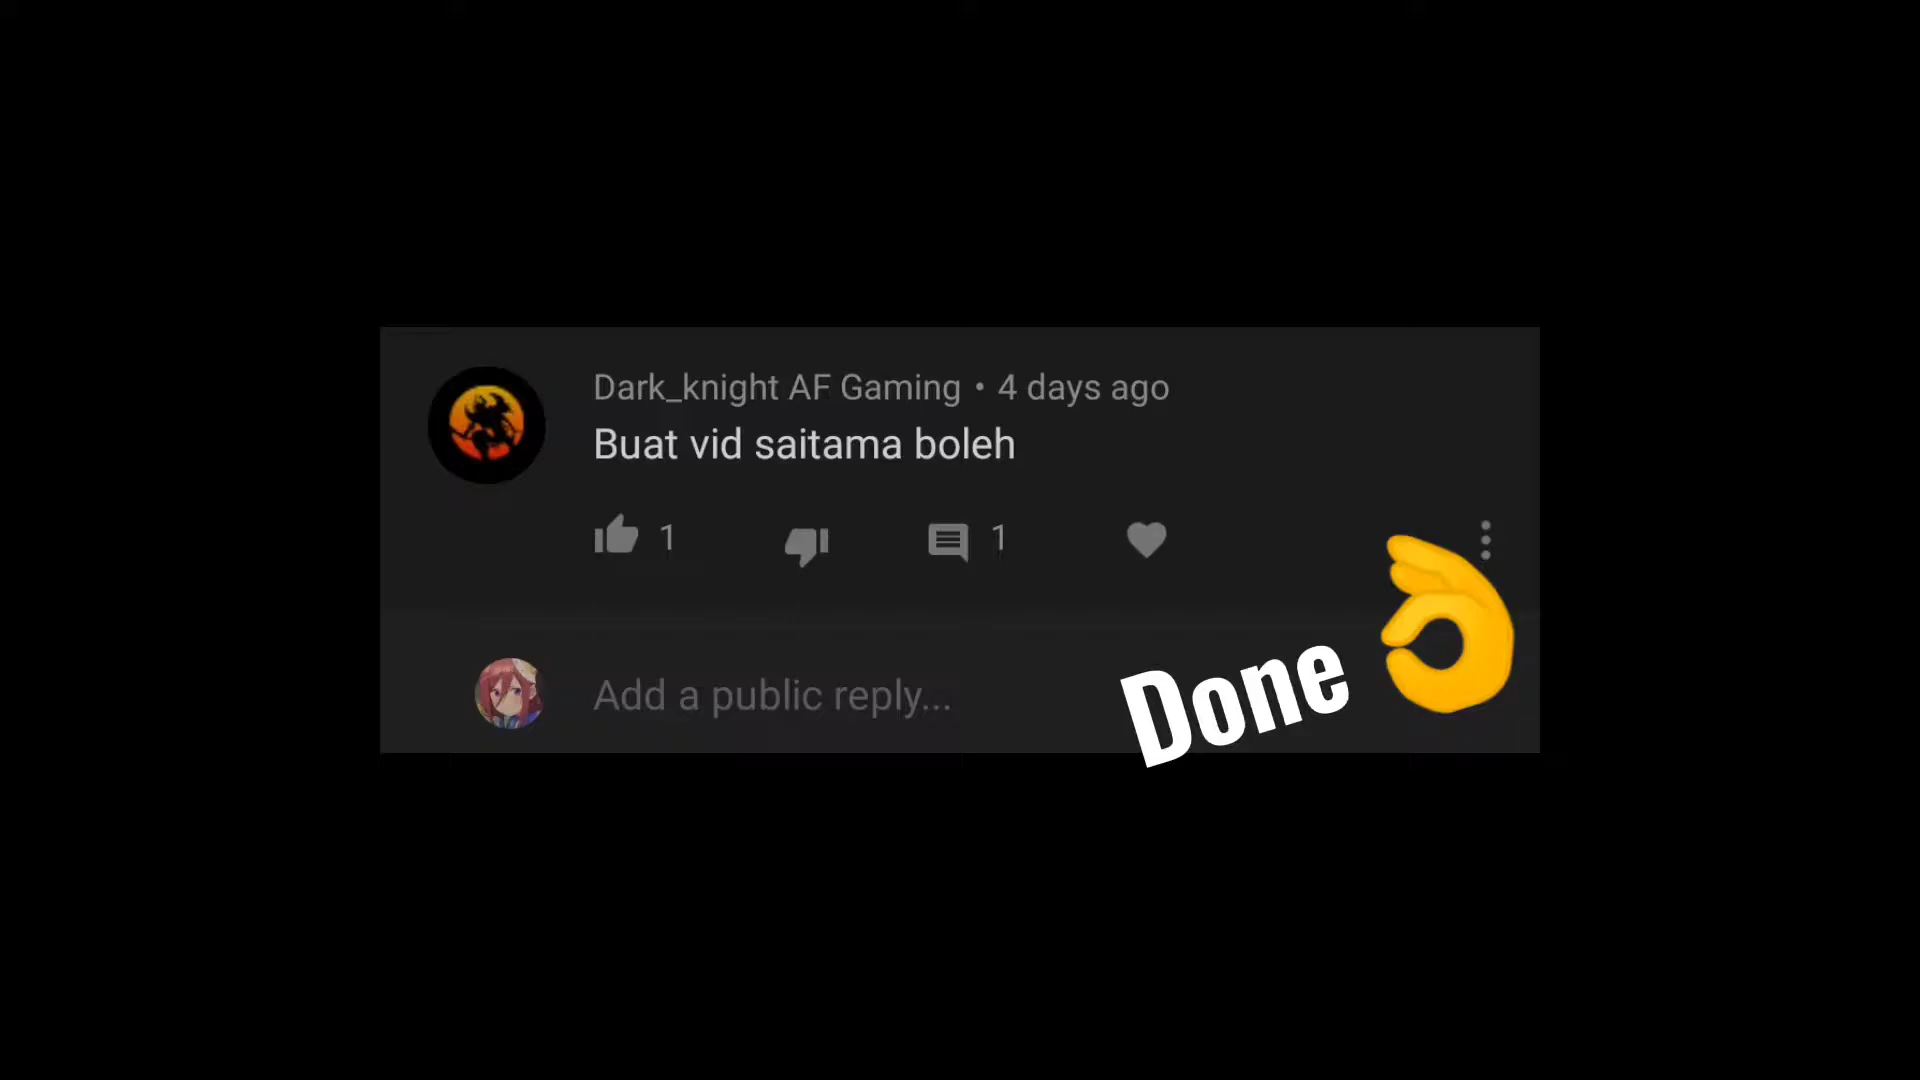 Dark_knight AF Gaming • 4 days ago
Buat vid saitama boleh
1 1
Add a public reply...
Done 👌